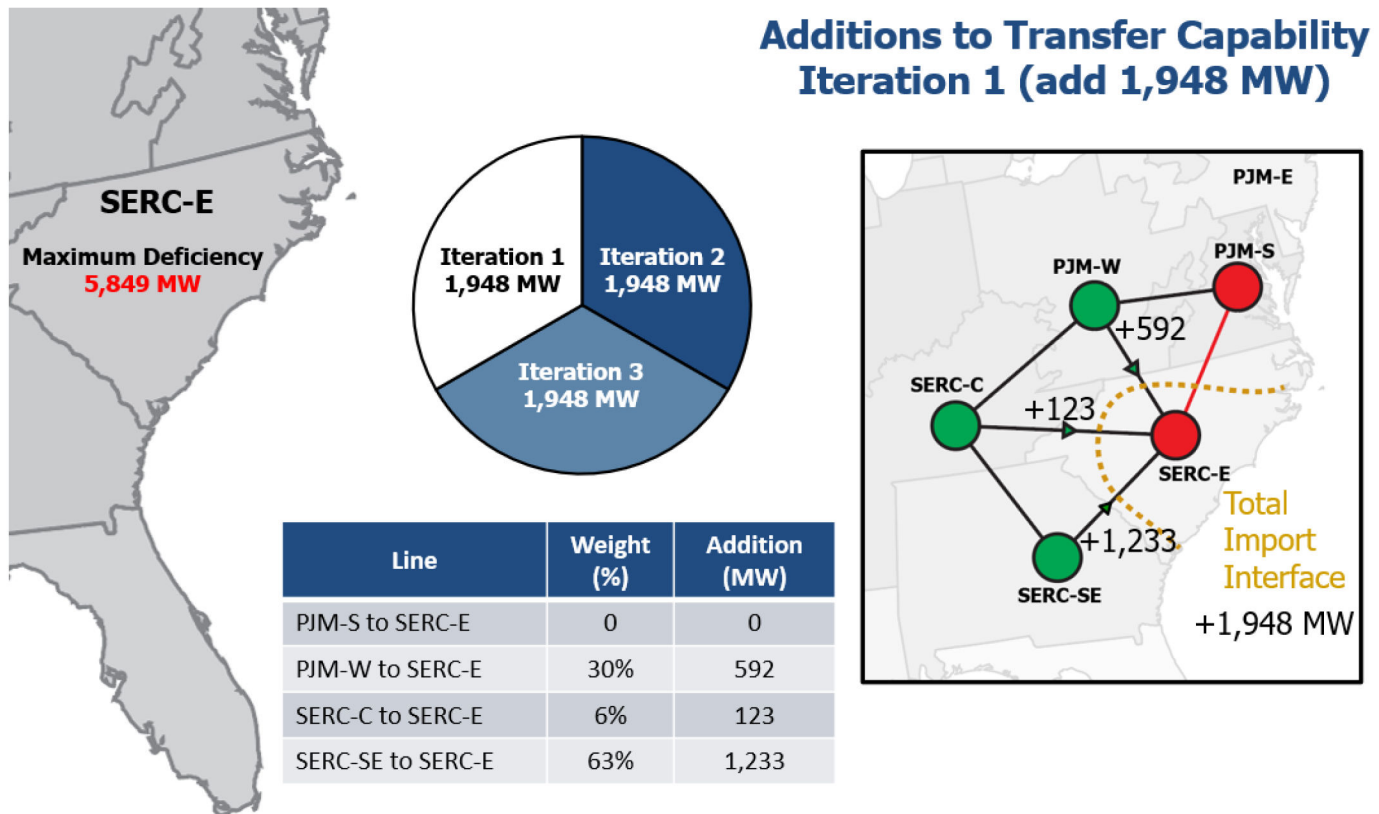 Additions to Transfer Capability
Iteration 1 (add 1,948 MW)
SERC-E
Maximum Deficiency
5,849 MW
Iteration 1
1,948 MW
Iteration 2
1,948 MW
Iteration 3
1,948 MW
Line Weight (%) Addition (MW)
PJM-S to SERC-E 0 0
PJM-W to SERC-E 30% 592
SERC-C to SERC-E 6% 123
SERC-SE to SERC-E 63% 1,233
PJM-E
PJM-S
PJM-W
+592
SERC-C
+123
SERC-E
+1,233
SERC-SE
Total
Import
Interface
+1,948 MW